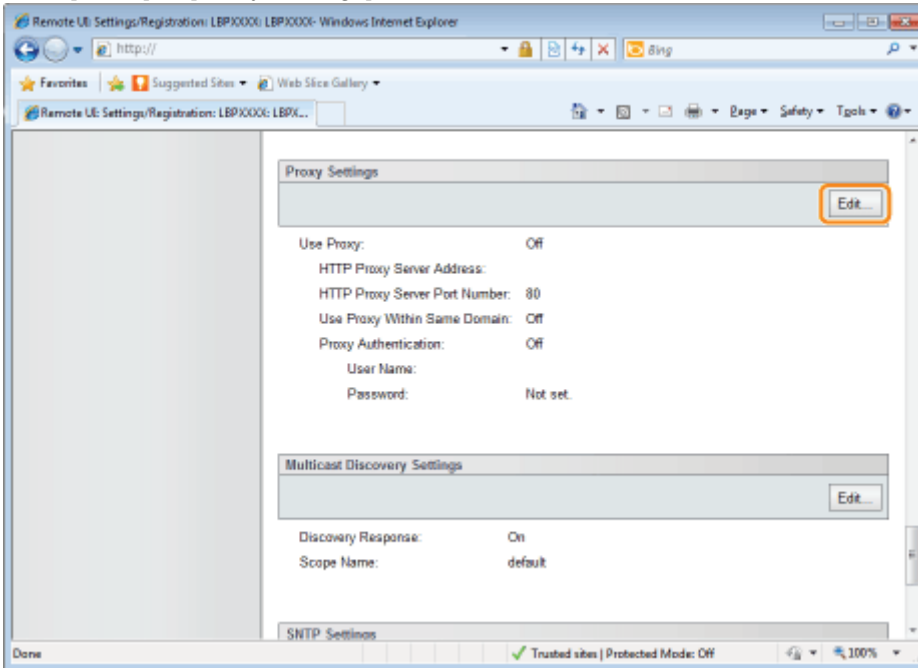 Remote UI: Settings/Registration: LBPXXXX: LBPXXXX- Windows Internet Explorer
http://
Bing
Favorites
Suggested Sites
Web Slice Gallery
Remote UI: Settings/Registration: LBPXXXX: LBPX...
Page
Safety
Tools
Proxy Settings
Edit...
Use Proxy: Off
HTTP Proxy Server Address:
HTTP Proxy Server Port Number: 80
Use Proxy Within Same Domain: Off
Proxy Authentication: Off
User Name:
Password: Not set.
Multicast Discovery Settings
Edit...
Discovery Response: On
Scope Name: default
SNTP Settings
Done
Trusted sites | Protected Mode: Off
100%